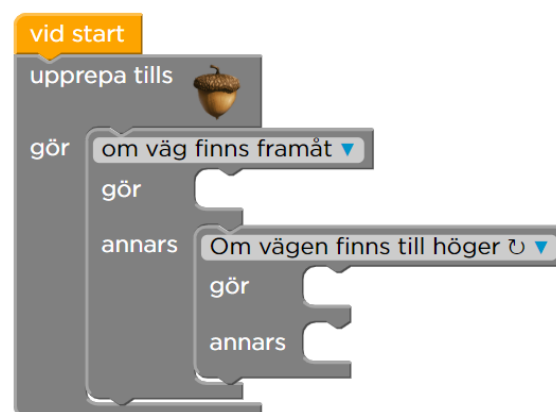 vid start
upprepa tills
gör om väg finns framåt ▼
gör
annars Om vägen finns till höger ↻ ▼
gör
annars